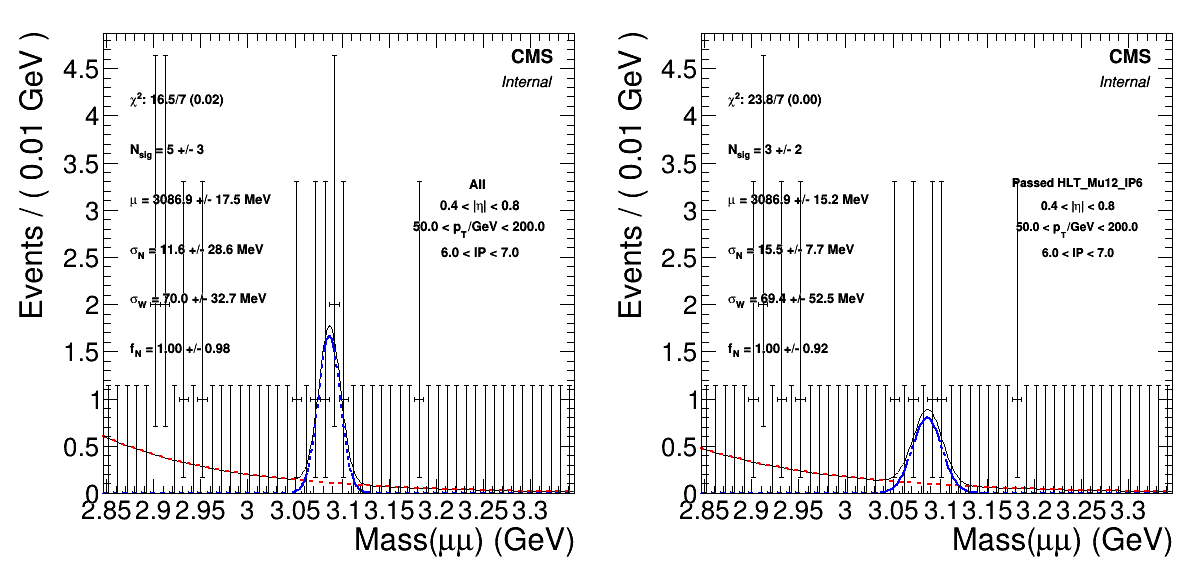 CMS
Internal
χ²: 16.5/7 (0.02)
N_sig = 5 +/- 3
μ = 3086.9 +/- 17.5 MeV
σ_N = 11.6 +/- 28.6 MeV
σ_W = 70.0 +/- 32.7 MeV
f_N = 1.00 +/- 0.98
All
0.4 < |η| < 0.8
50.0 < p_T/GeV < 200.0
6.0 < IP < 7.0
Events / ( 0.01 GeV )
4.5
4
3.5
3
2.5
2
1.5
1
0.5
0
2.85 2.9 2.95 3 3.05 3.1 3.15 3.2 3.25 3.3
Mass(μμ) (GeV)
CMS
Internal
χ²: 23.8/7 (0.00)
N_sig = 3 +/- 2
μ = 3086.9 +/- 15.2 MeV
σ_N = 15.5 +/- 7.7 MeV
σ_W = 69.4 +/- 52.5 MeV
f_N = 1.00 +/- 0.92
Passed HLT_Mu12_IP6
0.4 < |η| < 0.8
50.0 < p_T/GeV < 200.0
6.0 < IP < 7.0
Events / ( 0.01 GeV )
4.5
4
3.5
3
2.5
2
1.5
1
0.5
0
2.85 2.9 2.95 3 3.05 3.1 3.15 3.2 3.25 3.3
Mass(μμ) (GeV)